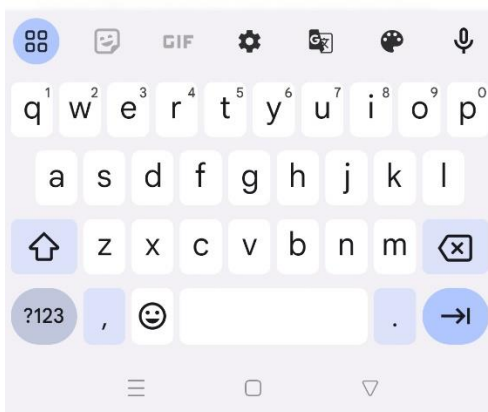 GIF G
q1 w2 e3 r4 t5 y6 u7 i8 o9 p0
a s d f g h j k l
z x c v b n m
?123 , .